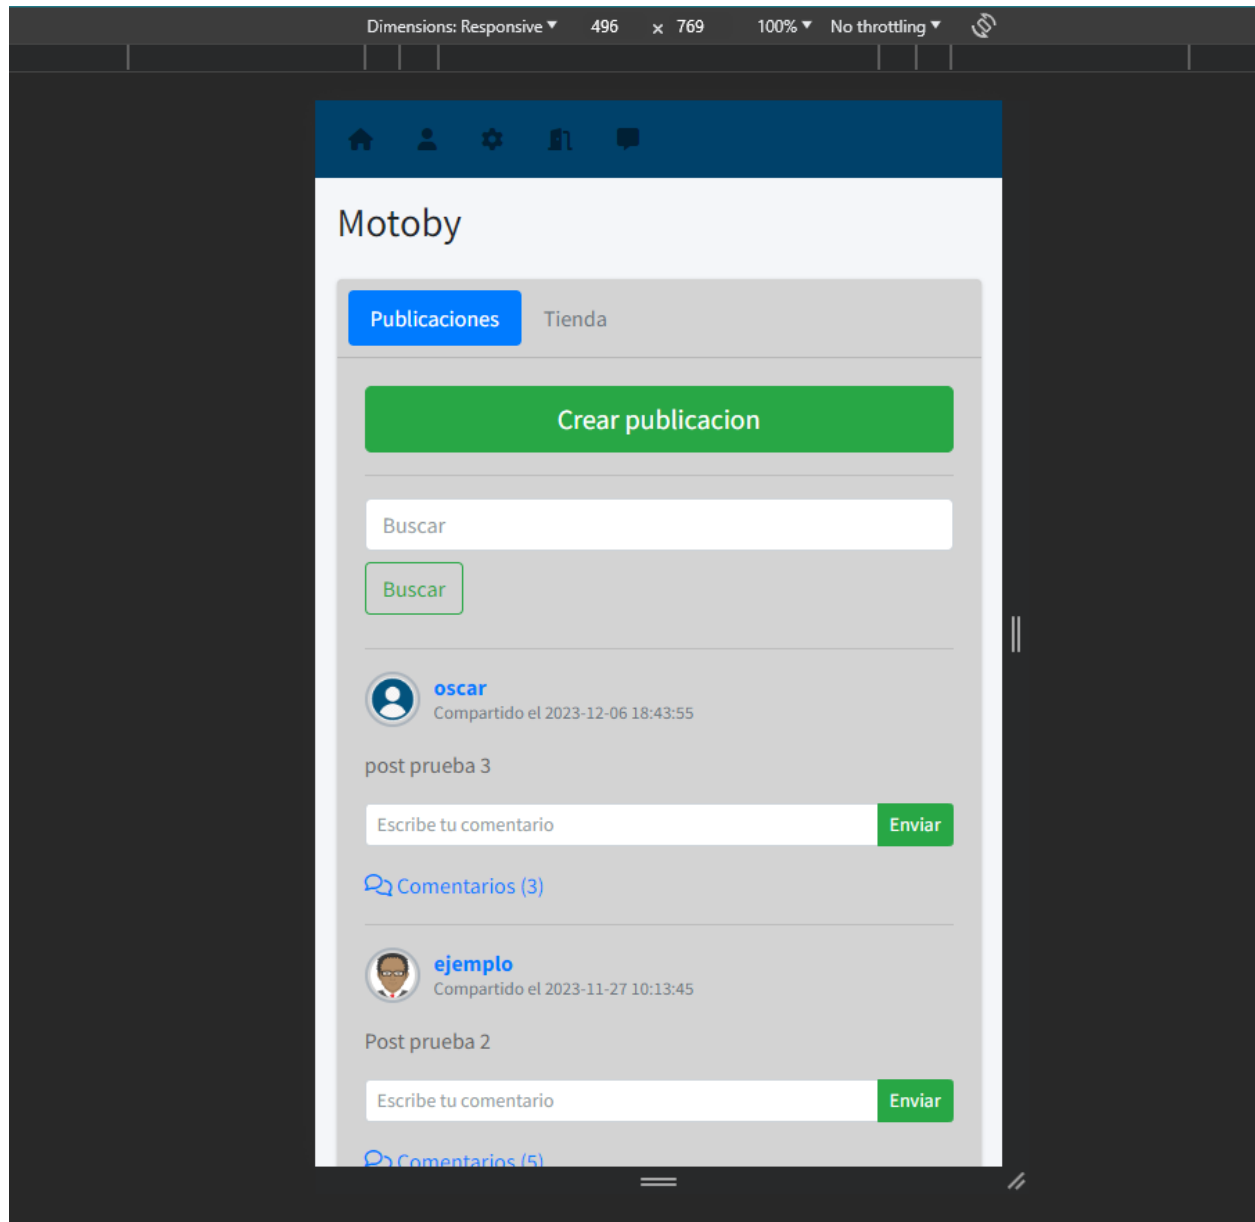 Dimensions: Responsive ▼ 496 x 769 100% ▼ No throttling ▼
Motoby
Publicaciones Tienda
Crear publicacion
Buscar
Buscar
oscar
Compartido el 2023-12-06 18:43:55
post prueba 3
Escribe tu comentario Enviar
Comentarios (3)
ejemplo
Compartido el 2023-11-27 10:13:45
Post prueba 2
Escribe tu comentario Enviar
Comentarios (5)